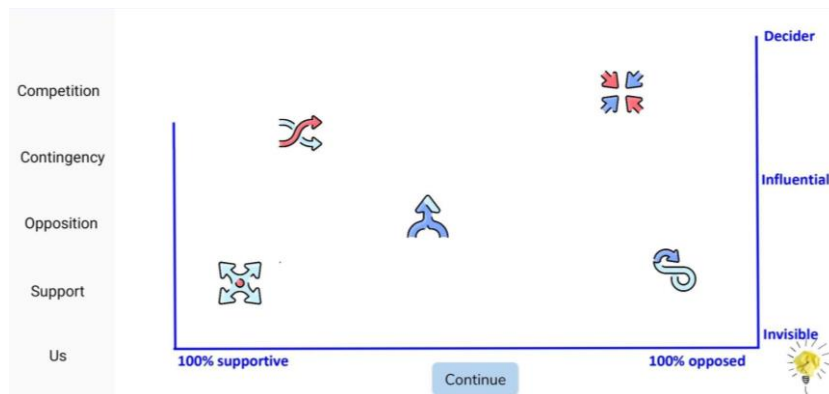 Competition
Contingency
Opposition
Support
Us
Decider
Influential
Invisible
100% supportive
100% opposed
Continue